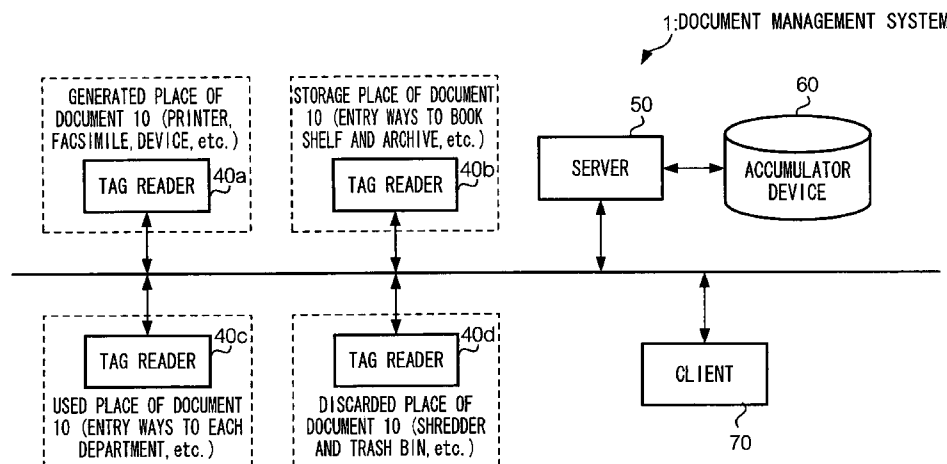 1:DOCUMENT MANAGEMENT SYSTEM
GENERATED PLACE OF
DOCUMENT 10 (PRINTER,
FACSIMILE, DEVICE, etc.)
TAG READER
40a
STORAGE PLACE OF DOCUMENT
10 (ENTRY WAYS TO BOOK
SHELF AND ARCHIVE, etc.)
TAG READER
40b
50
SERVER
60
ACCUMULATOR
DEVICE
TAG READER
40c
USED PLACE OF DOCUMENT
10 (ENTRY WAYS TO EACH
DEPARTMENT, etc.)
TAG READER
40d
DISCARDED PLACE OF
DOCUMENT 10 (SHREDDER
AND TRASH BIN, etc.)
CLIENT
70